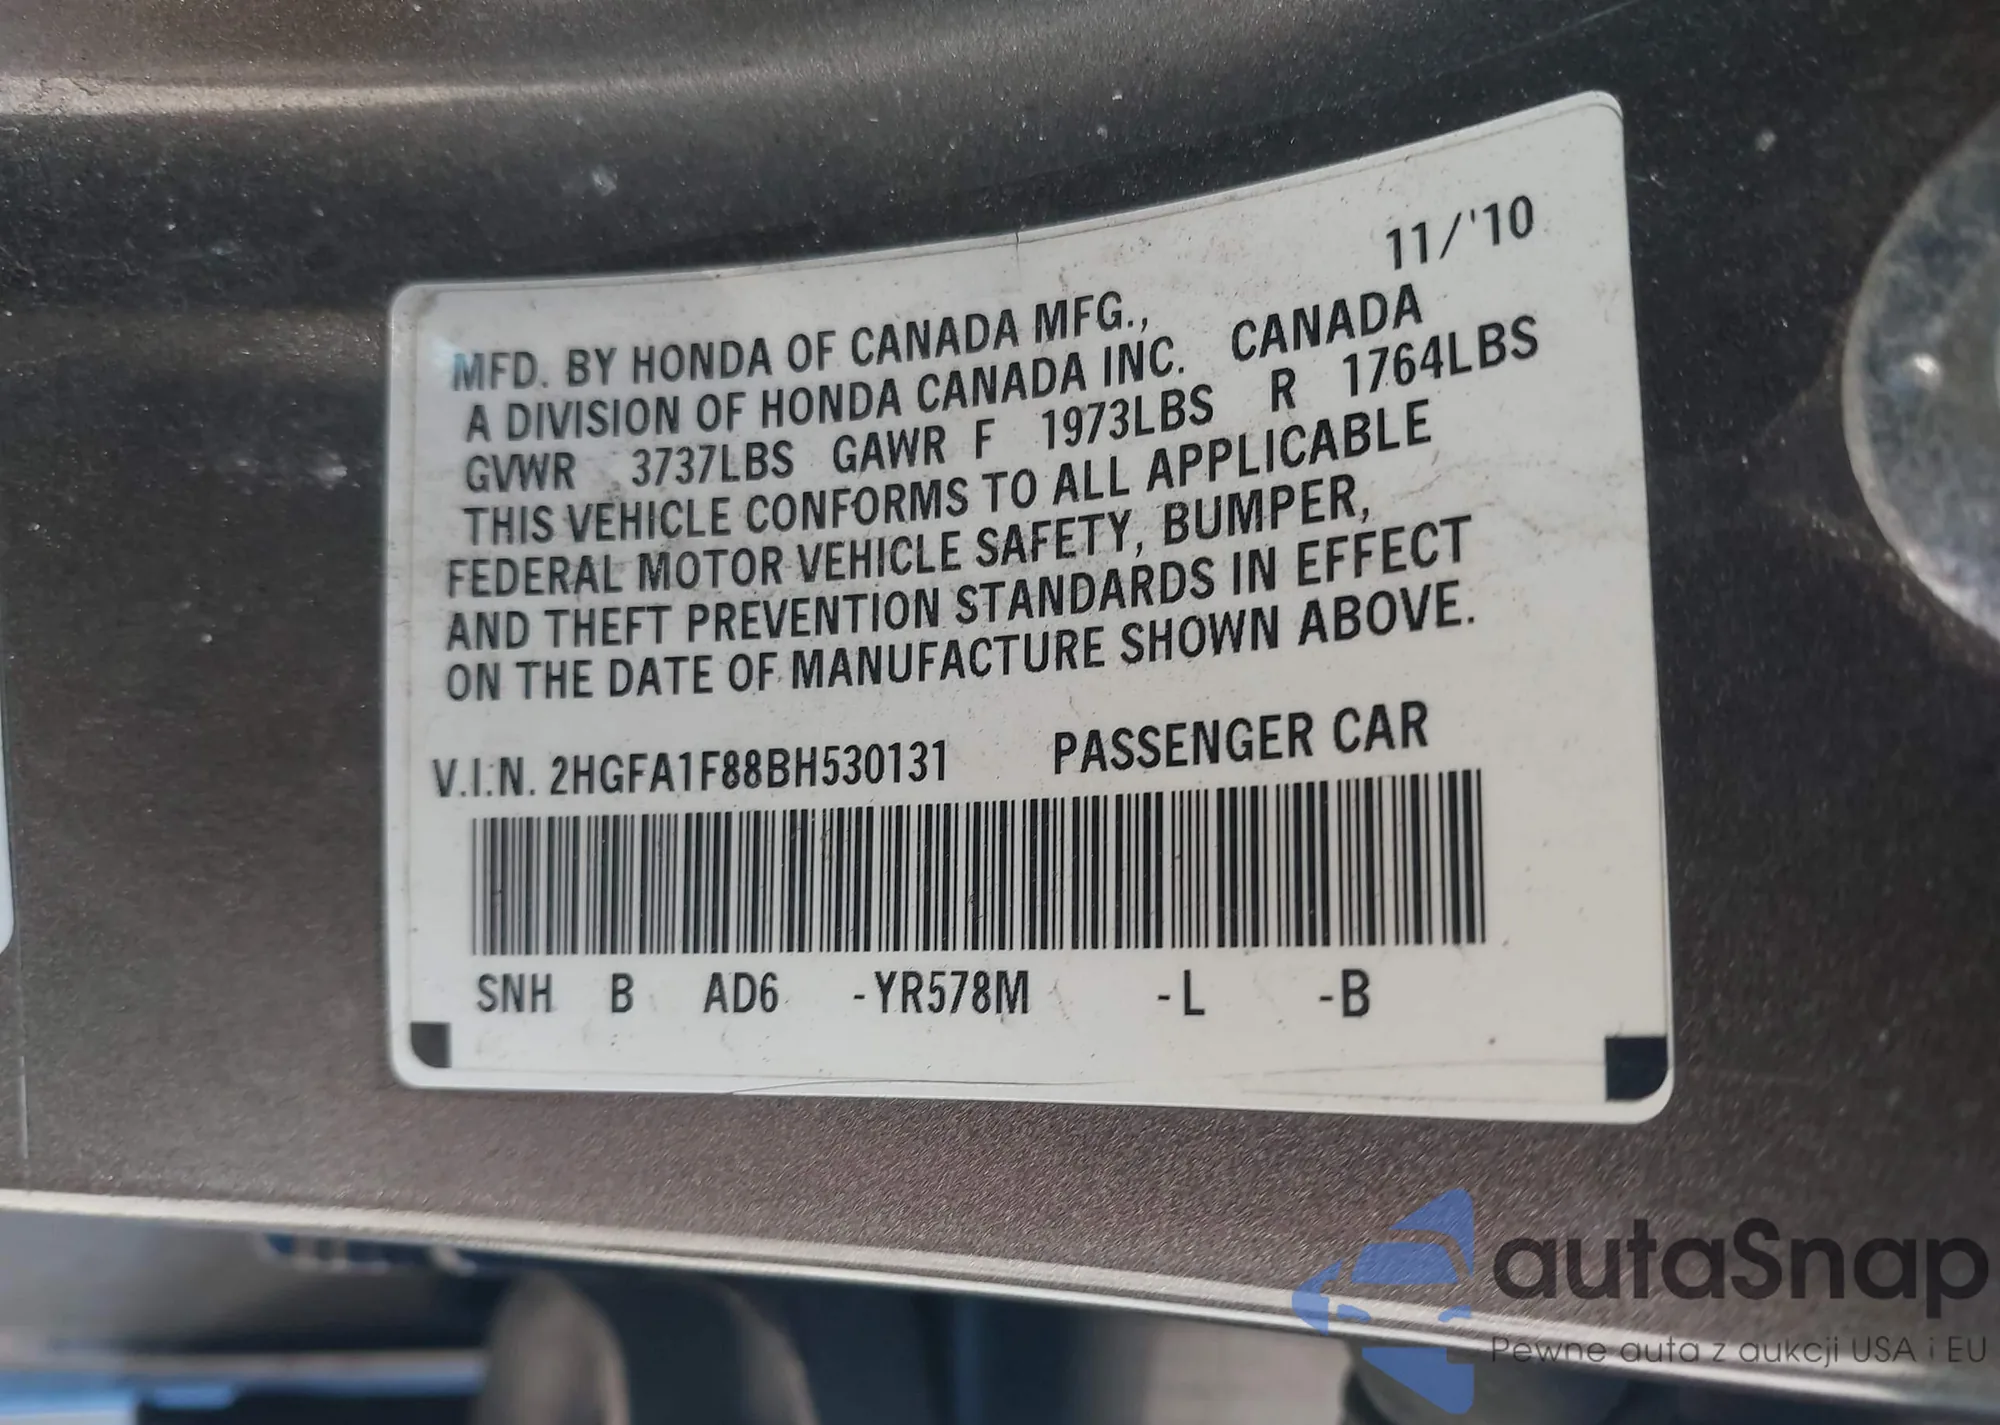 11/'10
MFD. BY HONDA OF CANADA MFG.,
A DIVISION OF HONDA CANADA INC. CANADA
GVWR 3737LBS GAWR F 1973LBS R 1764LBS
THIS VEHICLE CONFORMS TO ALL APPLICABLE
FEDERAL MOTOR VEHICLE SAFETY, BUMPER,
AND THEFT PREVENTION STANDARDS IN EFFECT
ON THE DATE OF MANUFACTURE SHOWN ABOVE.
V.I.N. 2HGFA1F88BH530131 PASSENGER CAR
SNH B AD6 -YR578M -L -B
autaSnap
Pewne auta z aukcji USA i EU